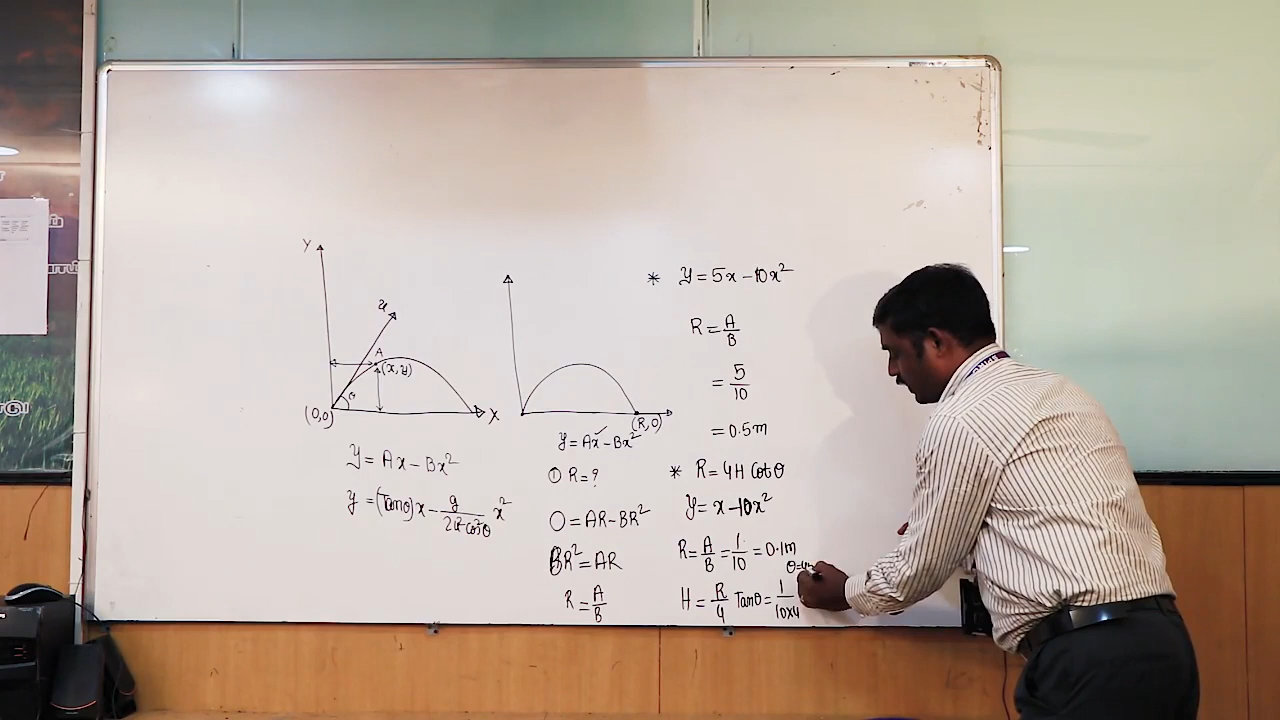 Y
u
A
(x, y)
θ
(0,0)
X
Y = Ax - Bx²
y = (Tanθ)x - g/2u²cos²θ x²
(R, 0)
y = Ax - Bx²
① R = ?
0 = AR - BR²
BR² = AR
R = A/B
* y = 5x - 10x²
R = A/B
= 5/10
= 0.5m
* R = 4H Cotθ
y = x - 10x²
R = A/B = 1/10 = 0.1m
θ=4
H = R/4 Tanθ = 1/10x4